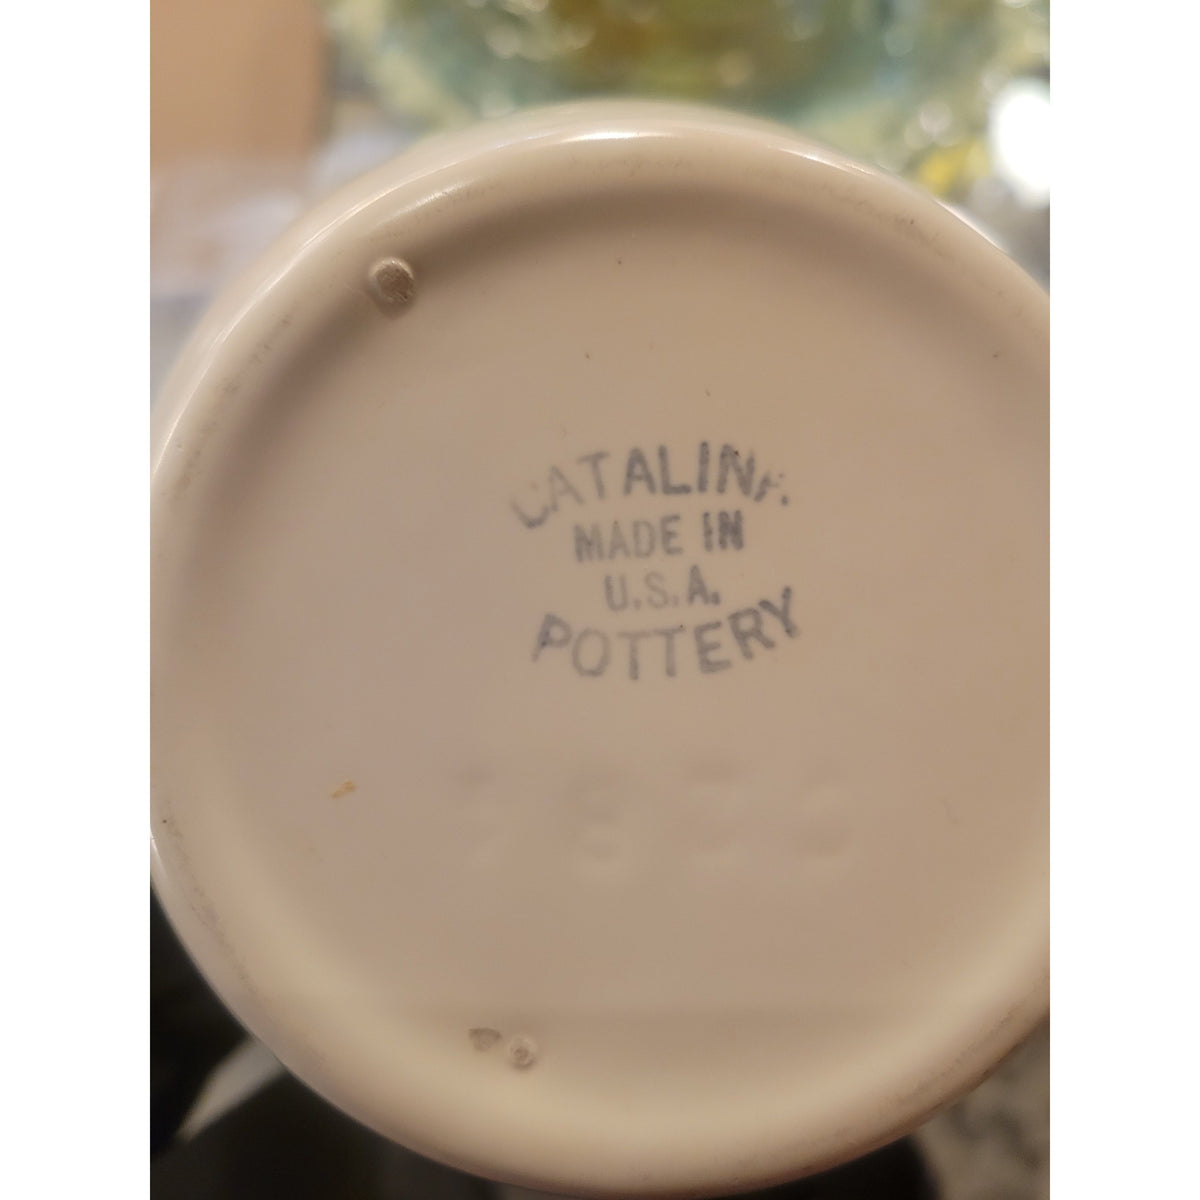 CATALINA
MADE IN
U.S.A.
POTTERY